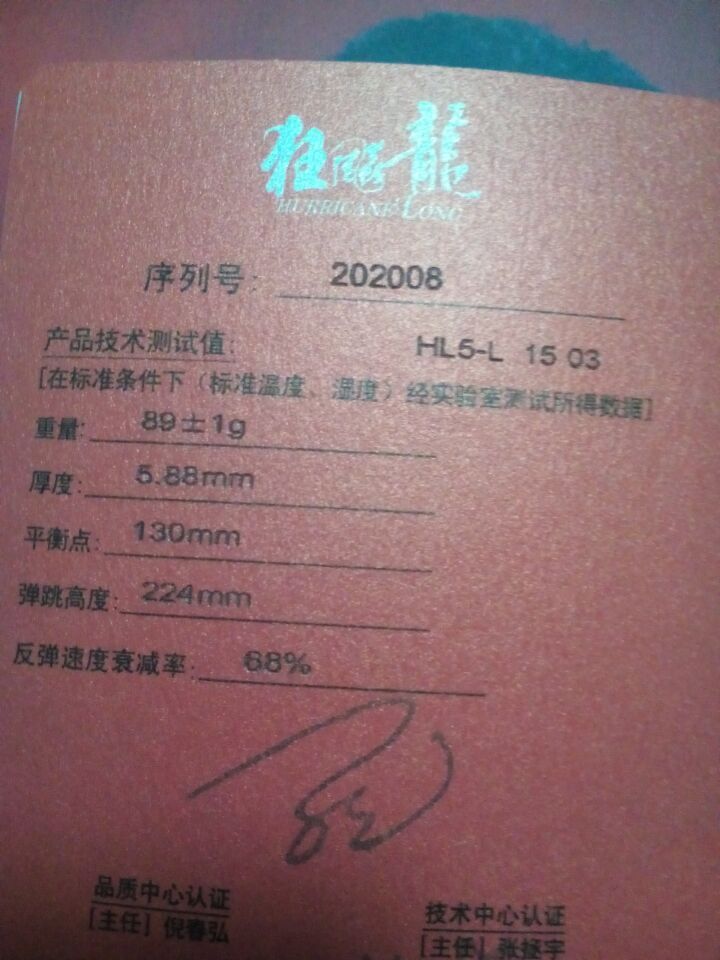 狂飚龍
HURRICANE LONG
序列号: 202008
产品技术测试值: HL5-L 15 03
[在标准条件下（标准温度、湿度）经实验室测试所得数据]
重量: 89±1g
厚度: 5.88mm
平衡点: 130mm
弹跳高度: 224mm
反弹速度衰减率: 68%
品质中心认证 技术中心认证
[主任] 倪春弘 [主任] 张拯宇